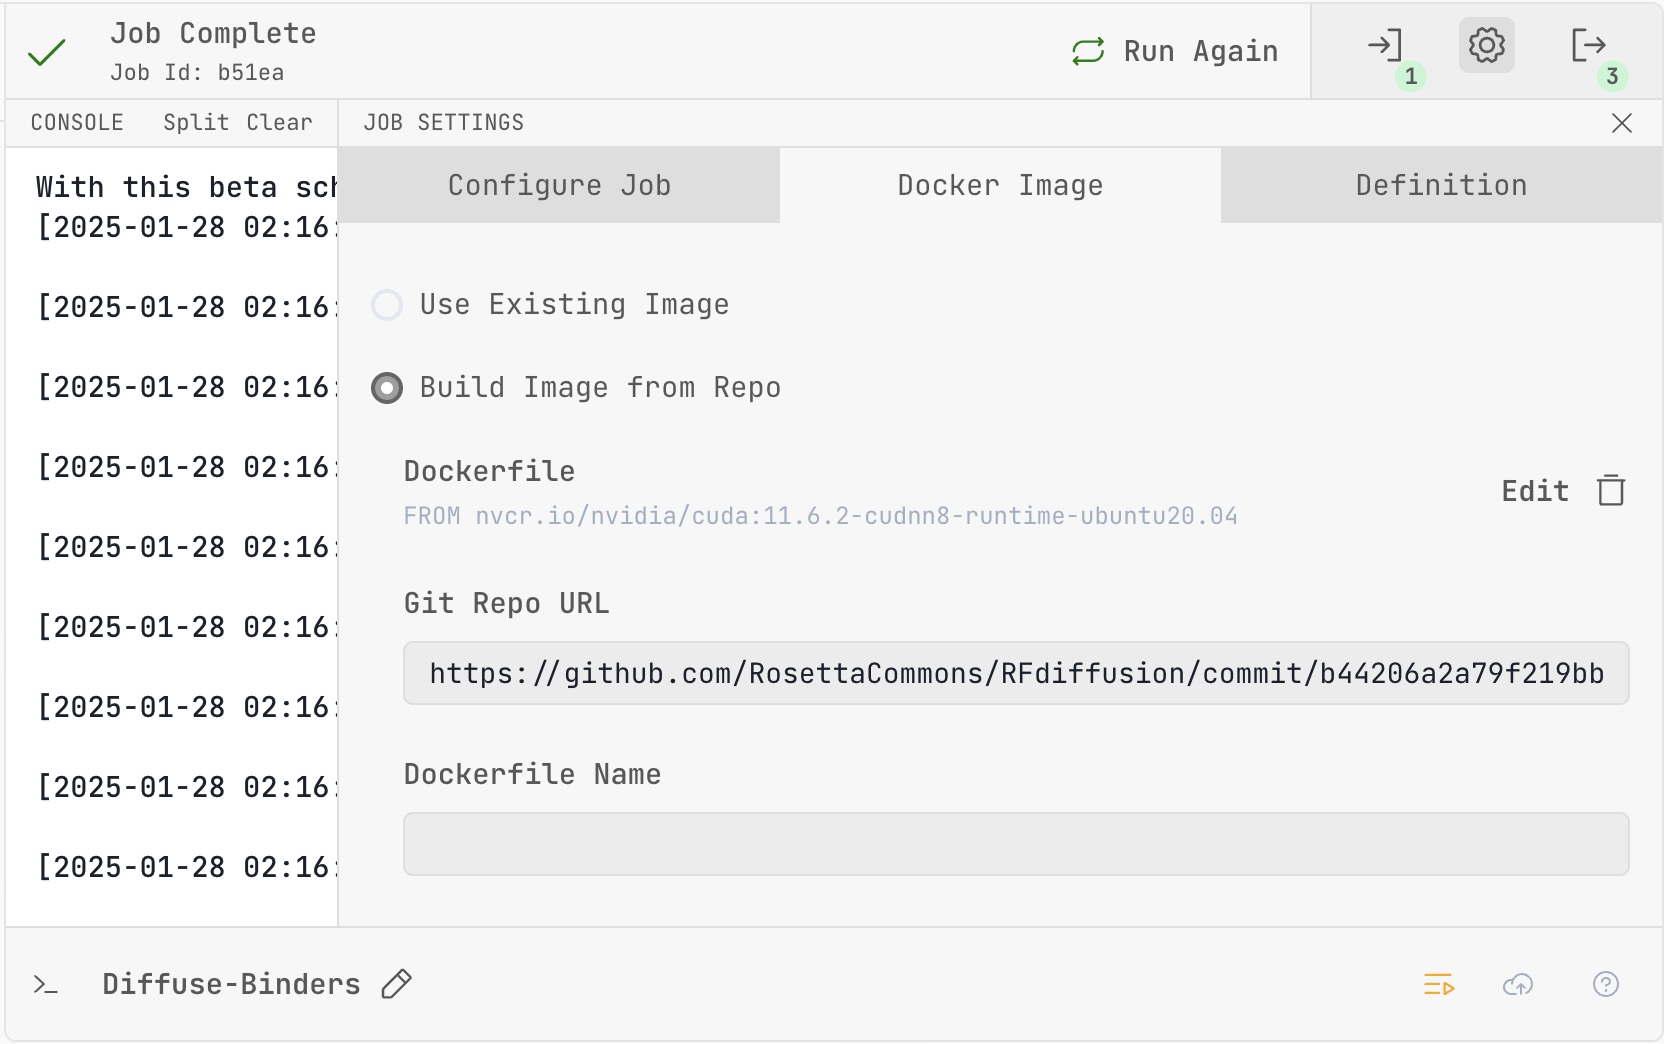 Job Complete
Job Id: b51ea
Run Again
1
3
CONSOLE Split Clear
JOB SETTINGS
With this beta sch
[2025-01-28 02:16:
[2025-01-28 02:16:
[2025-01-28 02:16:
[2025-01-28 02:16:
[2025-01-28 02:16:
[2025-01-28 02:16:
[2025-01-28 02:16:
[2025-01-28 02:16:
[2025-01-28 02:16:
Configure Job
Docker Image
Definition
Use Existing Image
Build Image from Repo
Dockerfile
FROM nvcr.io/nvidia/cuda:11.6.2-cudnn8-runtime-ubuntu20.04
Edit
Git Repo URL
https://github.com/RosettaCommons/RFdiffusion/commit/b44206a2a79f219bb
Dockerfile Name
Diffuse-Binders